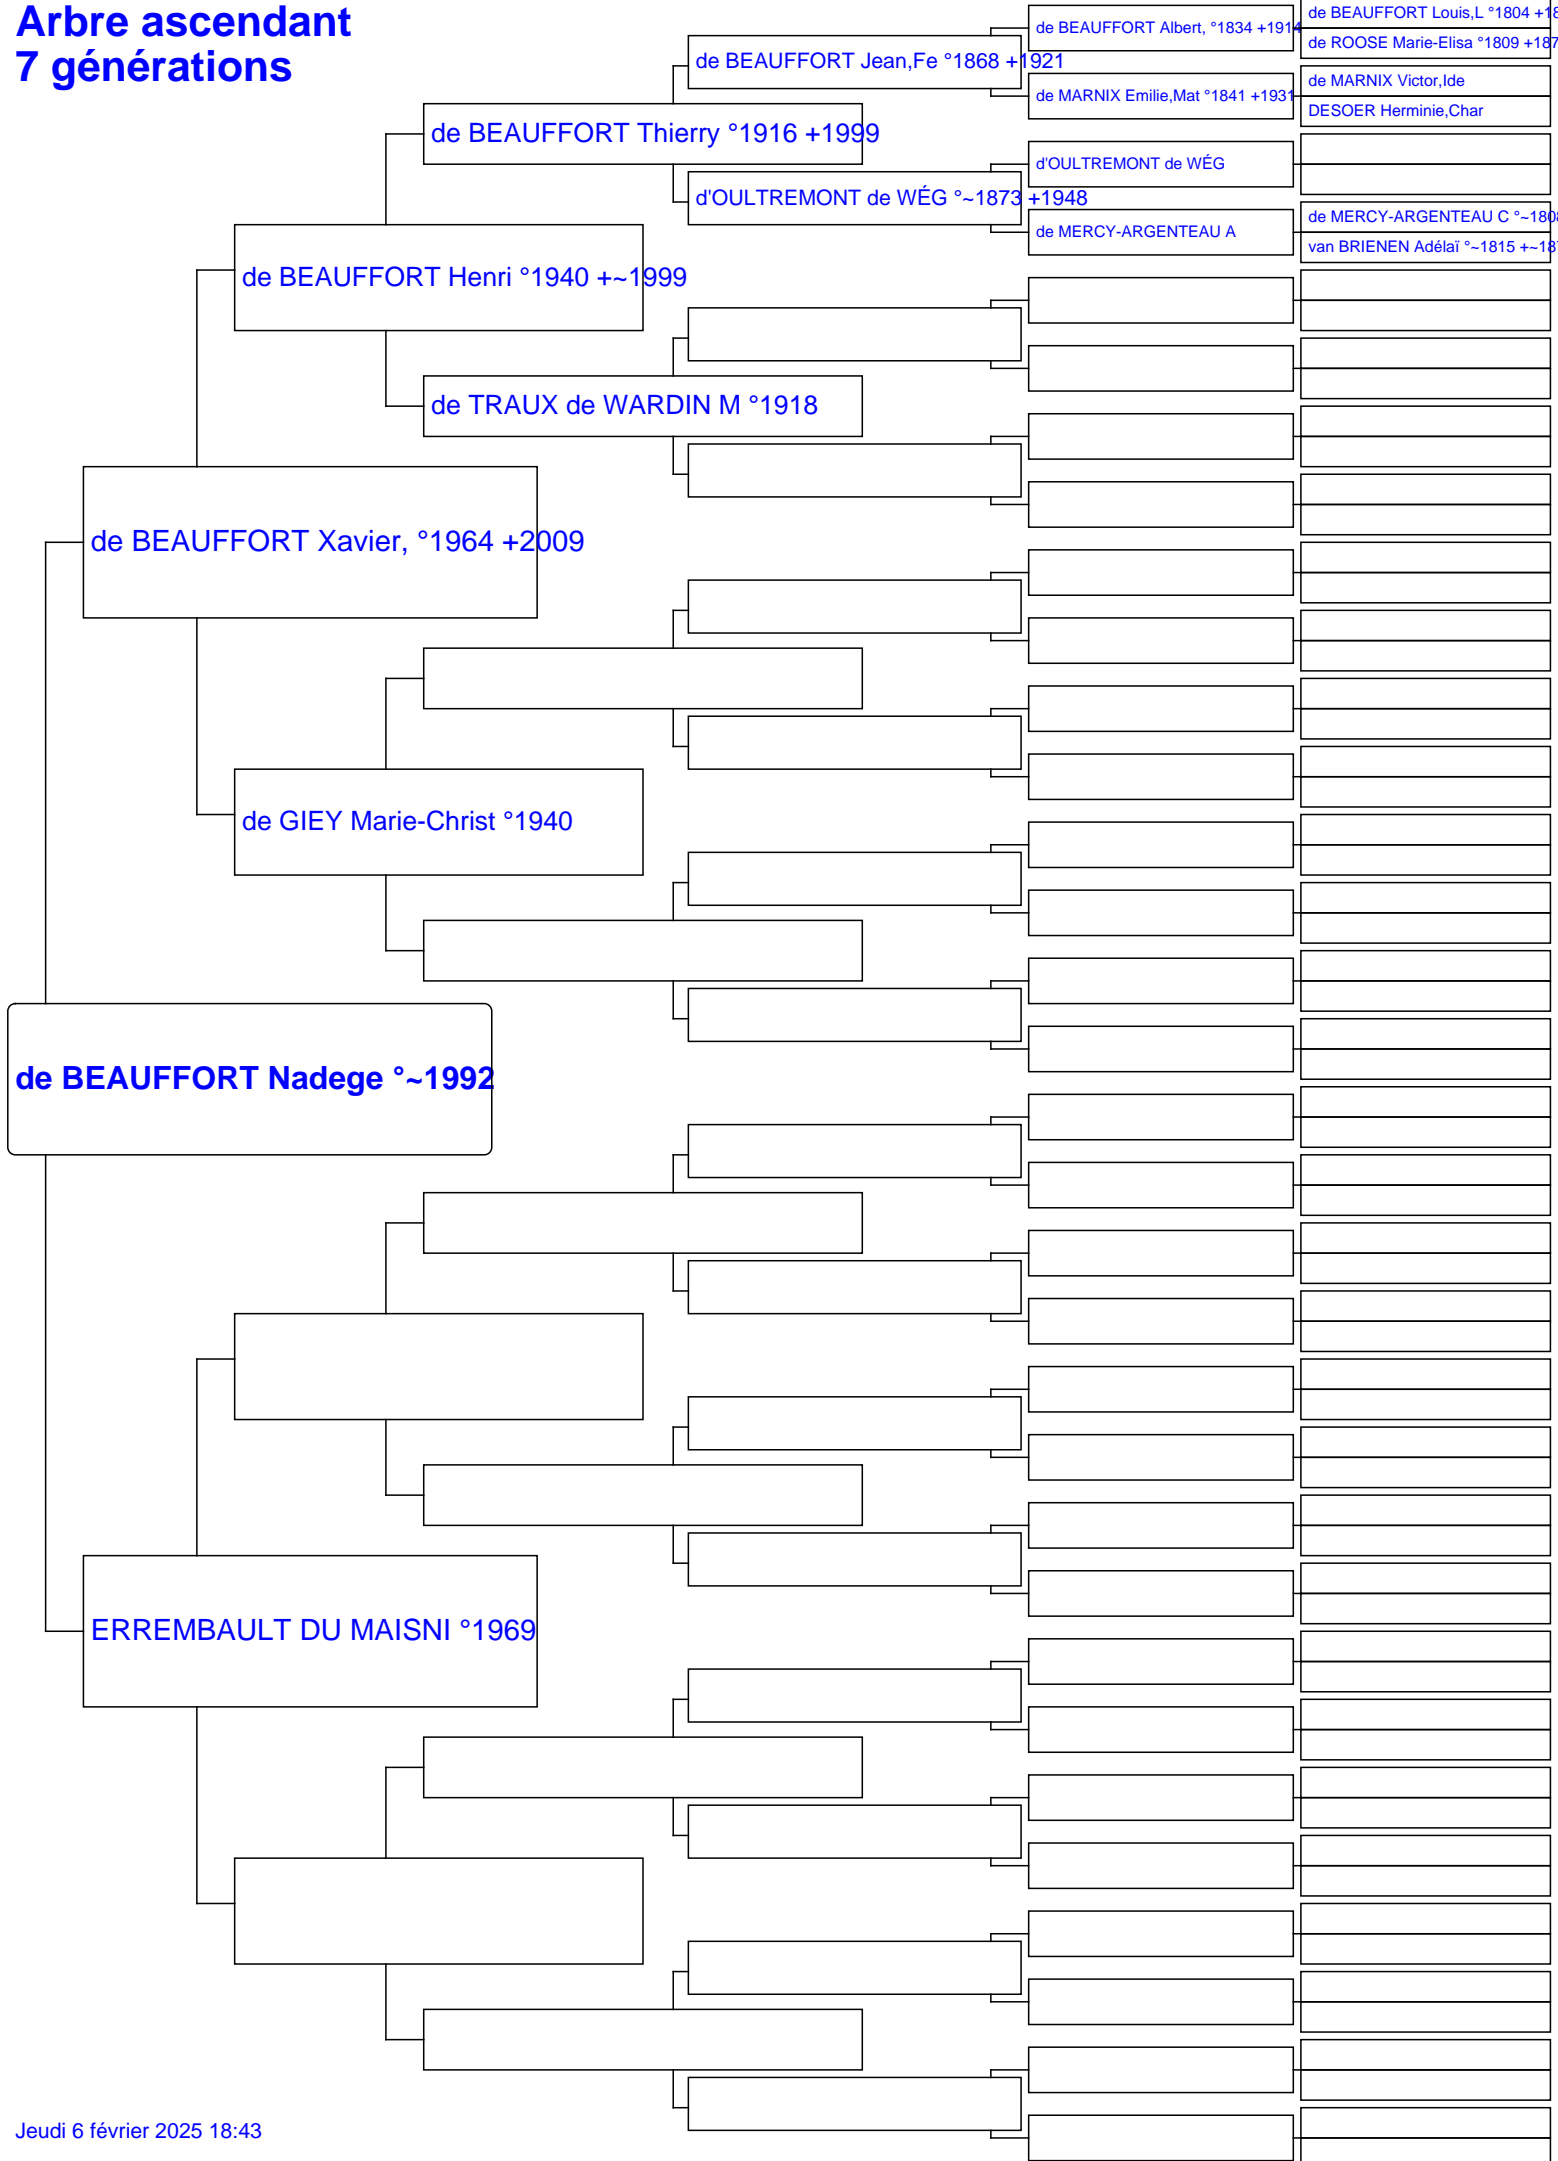 Arbre ascendant
7 générations
de BEAUFFORT Louis,L °1804 +18
de BEAUFFORT Albert, °1834 +1914
de ROOSE Marie-Elisa °1809 +187
de BEAUFFORT Jean,Fe °1868 +1921
de MARNIX Victor,Ide
de MARNIX Emilie,Mat °1841 +1931
DESOER Herminie,Char
de BEAUFFORT Thierry °1916 +1999
d'OULTREMONT de WÉG
d'OULTREMONT de WÉG °~1873 +1948
de MERCY-ARGENTEAU C °~1808
de MERCY-ARGENTEAU A
van BRIENEN Adélaï °~1815 +~187
de BEAUFFORT Henri °1940 +~1999
de TRAUX de WARDIN M °1918
de BEAUFFORT Xavier, °1964 +2009
de GIEY Marie-Christ °1940
de BEAUFFORT Nadege °~1992
ERREMBAULT DU MAISNI °1969
Jeudi 6 février 2025 18:43